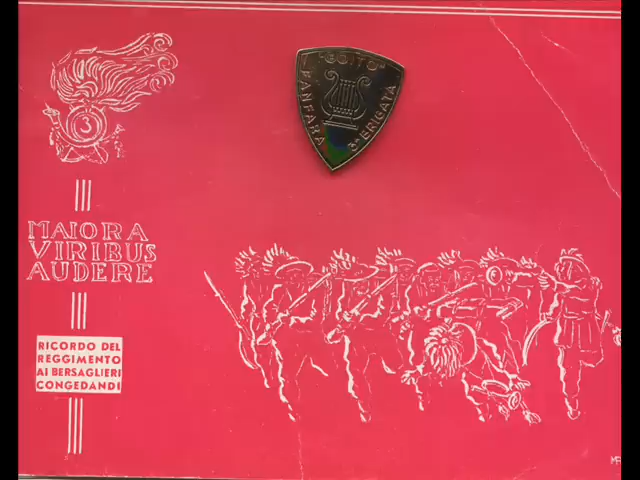 3
"GOITO"
FANFARA
3ª BRIGATA
MAIORA
VIRIBUS
AUDERE
RICORDO DEL
REGGIMENTO
AI BERSAGLIERI
CONGEDANDI